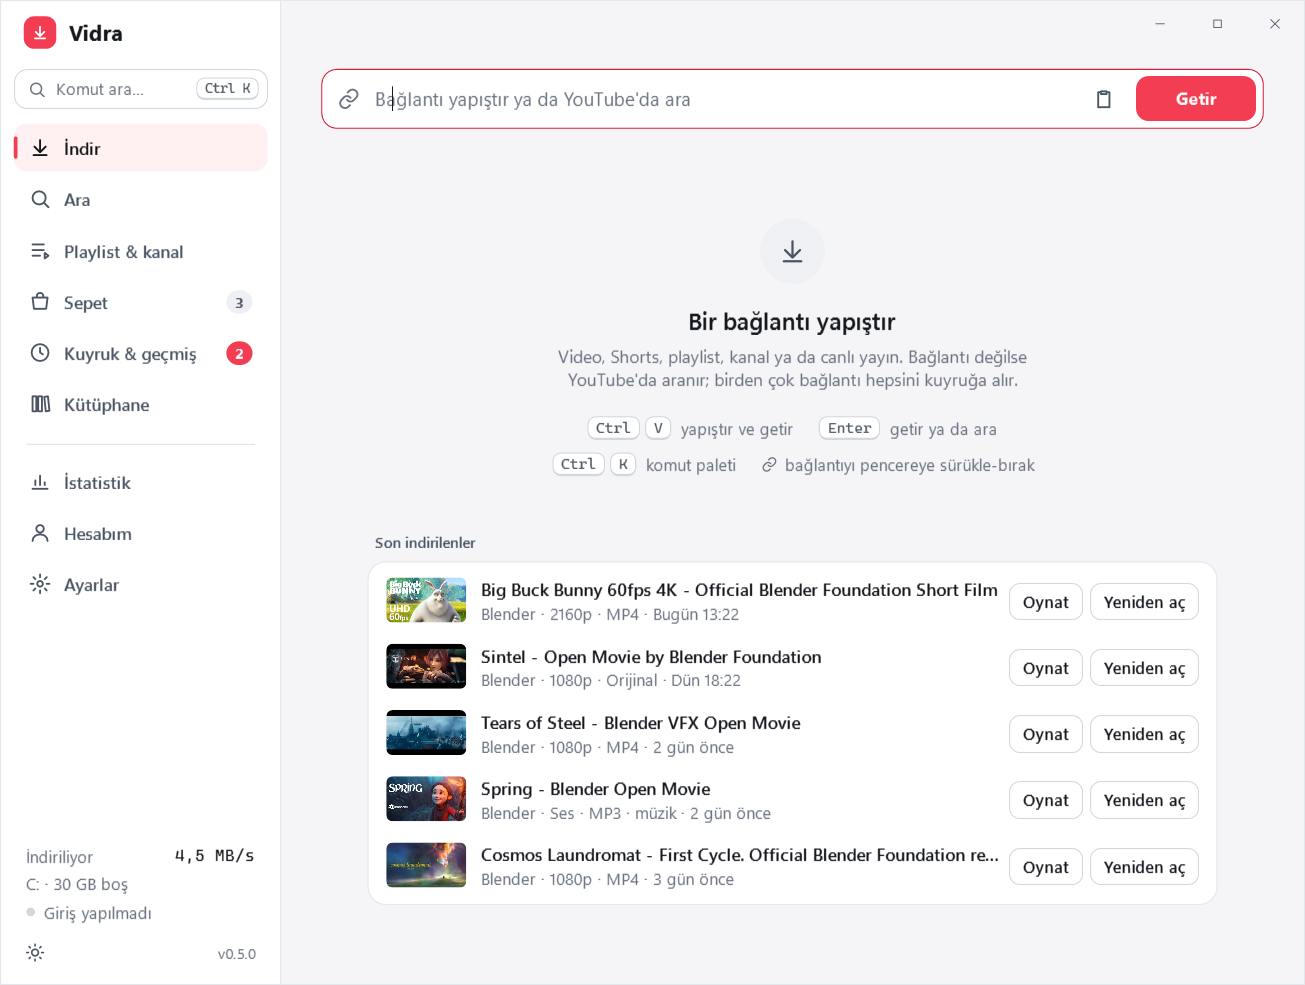 Vidra
Komut ara... Ctrl K
İndir
Ara
Playlist & kanal
Sepet 3
Kuyruk & geçmiş 2
Kütüphane
İstatistik
Hesabım
Ayarlar
İndiriliyor 4,5 MB/s
C: · 30 GB boş
Giriş yapılmadı
v0.5.0
Bağlantı yapıştır ya da YouTube'da ara
Getir
Bir bağlantı yapıştır
Video, Shorts, playlist, kanal ya da canlı yayın. Bağlantı değilse
YouTube'da aranır; birden çok bağlantı hepsini kuyruğa alır.
Ctrl V yapıştır ve getir Enter getir ya da ara
Ctrl K komut paleti bağlantıyı pencereye sürükle-bırak
Son indirilenler
Big Buck BUNNY UHD 60fps
Big Buck Bunny 60fps 4K - Official Blender Foundation Short Film
Blender · 2160p · MP4 · Bugün 13:22
Oynat Yeniden aç
Sintel - Open Movie by Blender Foundation
Blender · 1080p · Orijinal · Dün 18:22
Oynat Yeniden aç
Tears of Steel - Blender VFX Open Movie
Blender · 1080p · MP4 · 2 gün önce
Oynat Yeniden aç
SPRING
Spring - Blender Open Movie
Blender · Ses · MP3 · müzik · 2 gün önce
Oynat Yeniden aç
Cosmos Laundromat - First Cycle. Official Blender Foundation re...
Blender · 1080p · MP4 · 3 gün önce
Oynat Yeniden aç